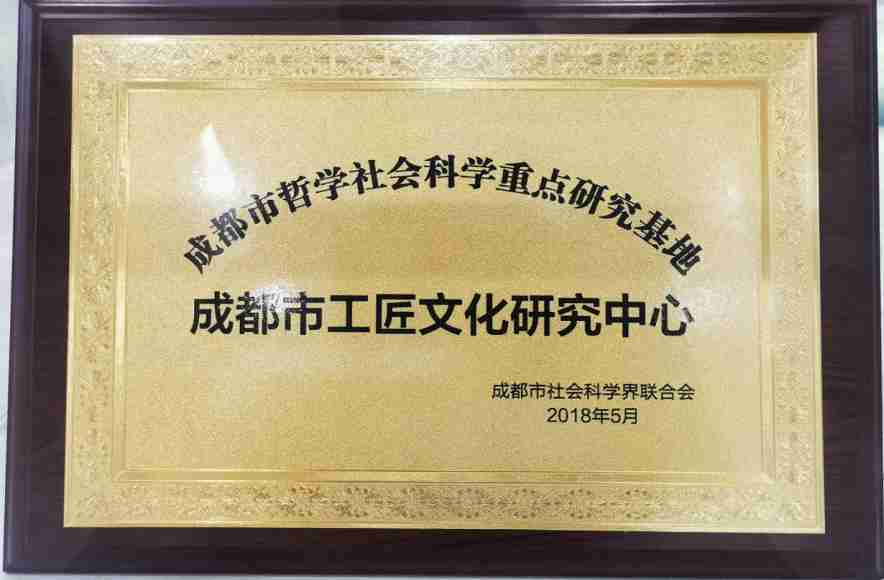 成都市哲学社会科学重点研究基地
成都市工匠文化研究中心
成都市社会科学界联合会
2018年5月